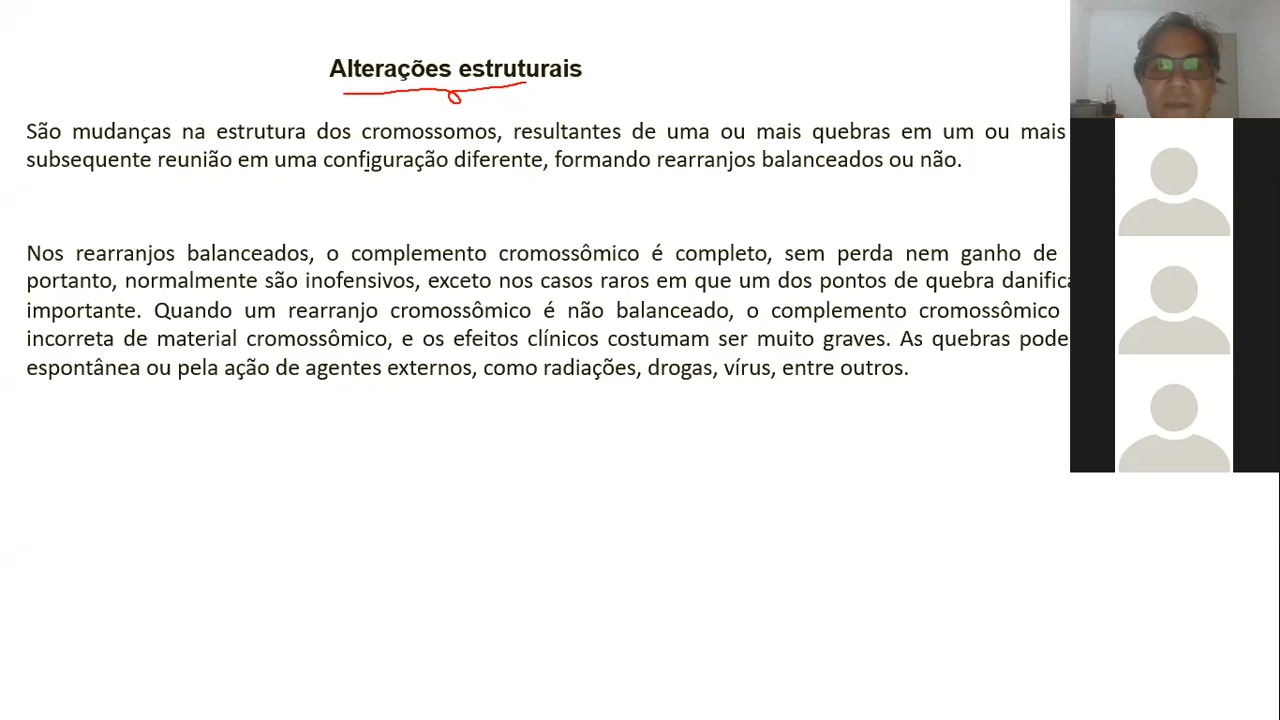 Alterações estruturais
São mudanças na estrutura dos cromossomos, resultantes de uma ou mais quebras em um ou mais
subsequente reunião em uma configuração diferente, formando rearranjos balanceados ou não.
Nos rearranjos balanceados, o complemento cromossômico é completo, sem perda nem ganho de
portanto, normalmente são inofensivos, exceto nos casos raros em que um dos pontos de quebra danifica
importante. Quando um rearranjo cromossômico é não balanceado, o complemento cromossômico
incorreta de material cromossômico, e os efeitos clínicos costumam ser muito graves. As quebras pode
espontânea ou pela ação de agentes externos, como radiações, drogas, vírus, entre outros.